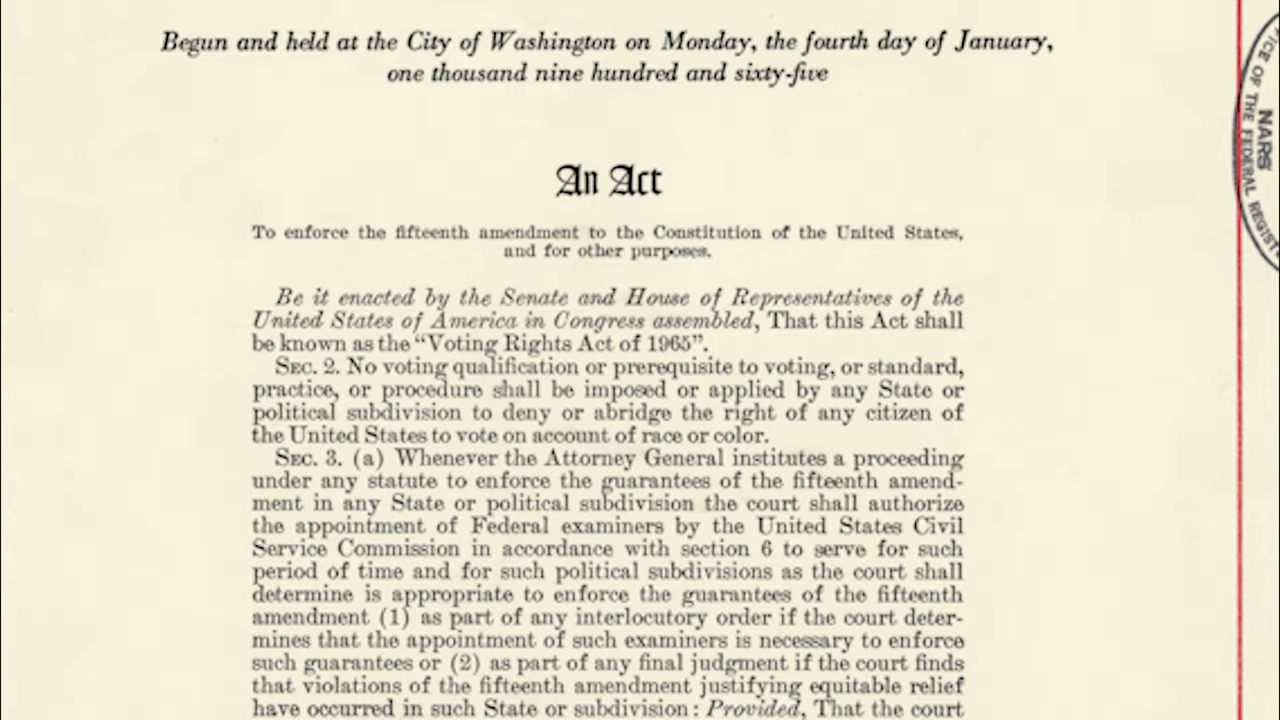 Begun and held at the City of Washington on Monday, the fourth day of January,
one thousand nine hundred and sixty-five
An Act
To enforce the fifteenth amendment to the Constitution of the United States,
and for other purposes.
Be it enacted by the Senate and House of Representatives of the
United States of America in Congress assembled, That this Act shall
be known as the “Voting Rights Act of 1965”.
SEC. 2. No voting qualification or prerequisite to voting, or standard,
practice, or procedure shall be imposed or applied by any State or
political subdivision to deny or abridge the right of any citizen of
the United States to vote on account of race or color.
SEC. 3. (a) Whenever the Attorney General institutes a proceeding
under any statute to enforce the guarantees of the fifteenth amend-
ment in any State or political subdivision the court shall authorize
the appointment of Federal examiners by the United States Civil
Service Commission in accordance with section 6 to serve for such
period of time and for such political subdivisions as the court shall
determine is appropriate to enforce the guarantees of the fifteenth
amendment (1) as part of any interlocutory order if the court deter-
mines that the appointment of such examiners is necessary to enforce
such guarantees or (2) as part of any final judgment if the court finds
that violations of the fifteenth amendment justifying equitable relief
have occurred in such State or subdivision: Provided, That the court
OF THE FEDERAL
NARS